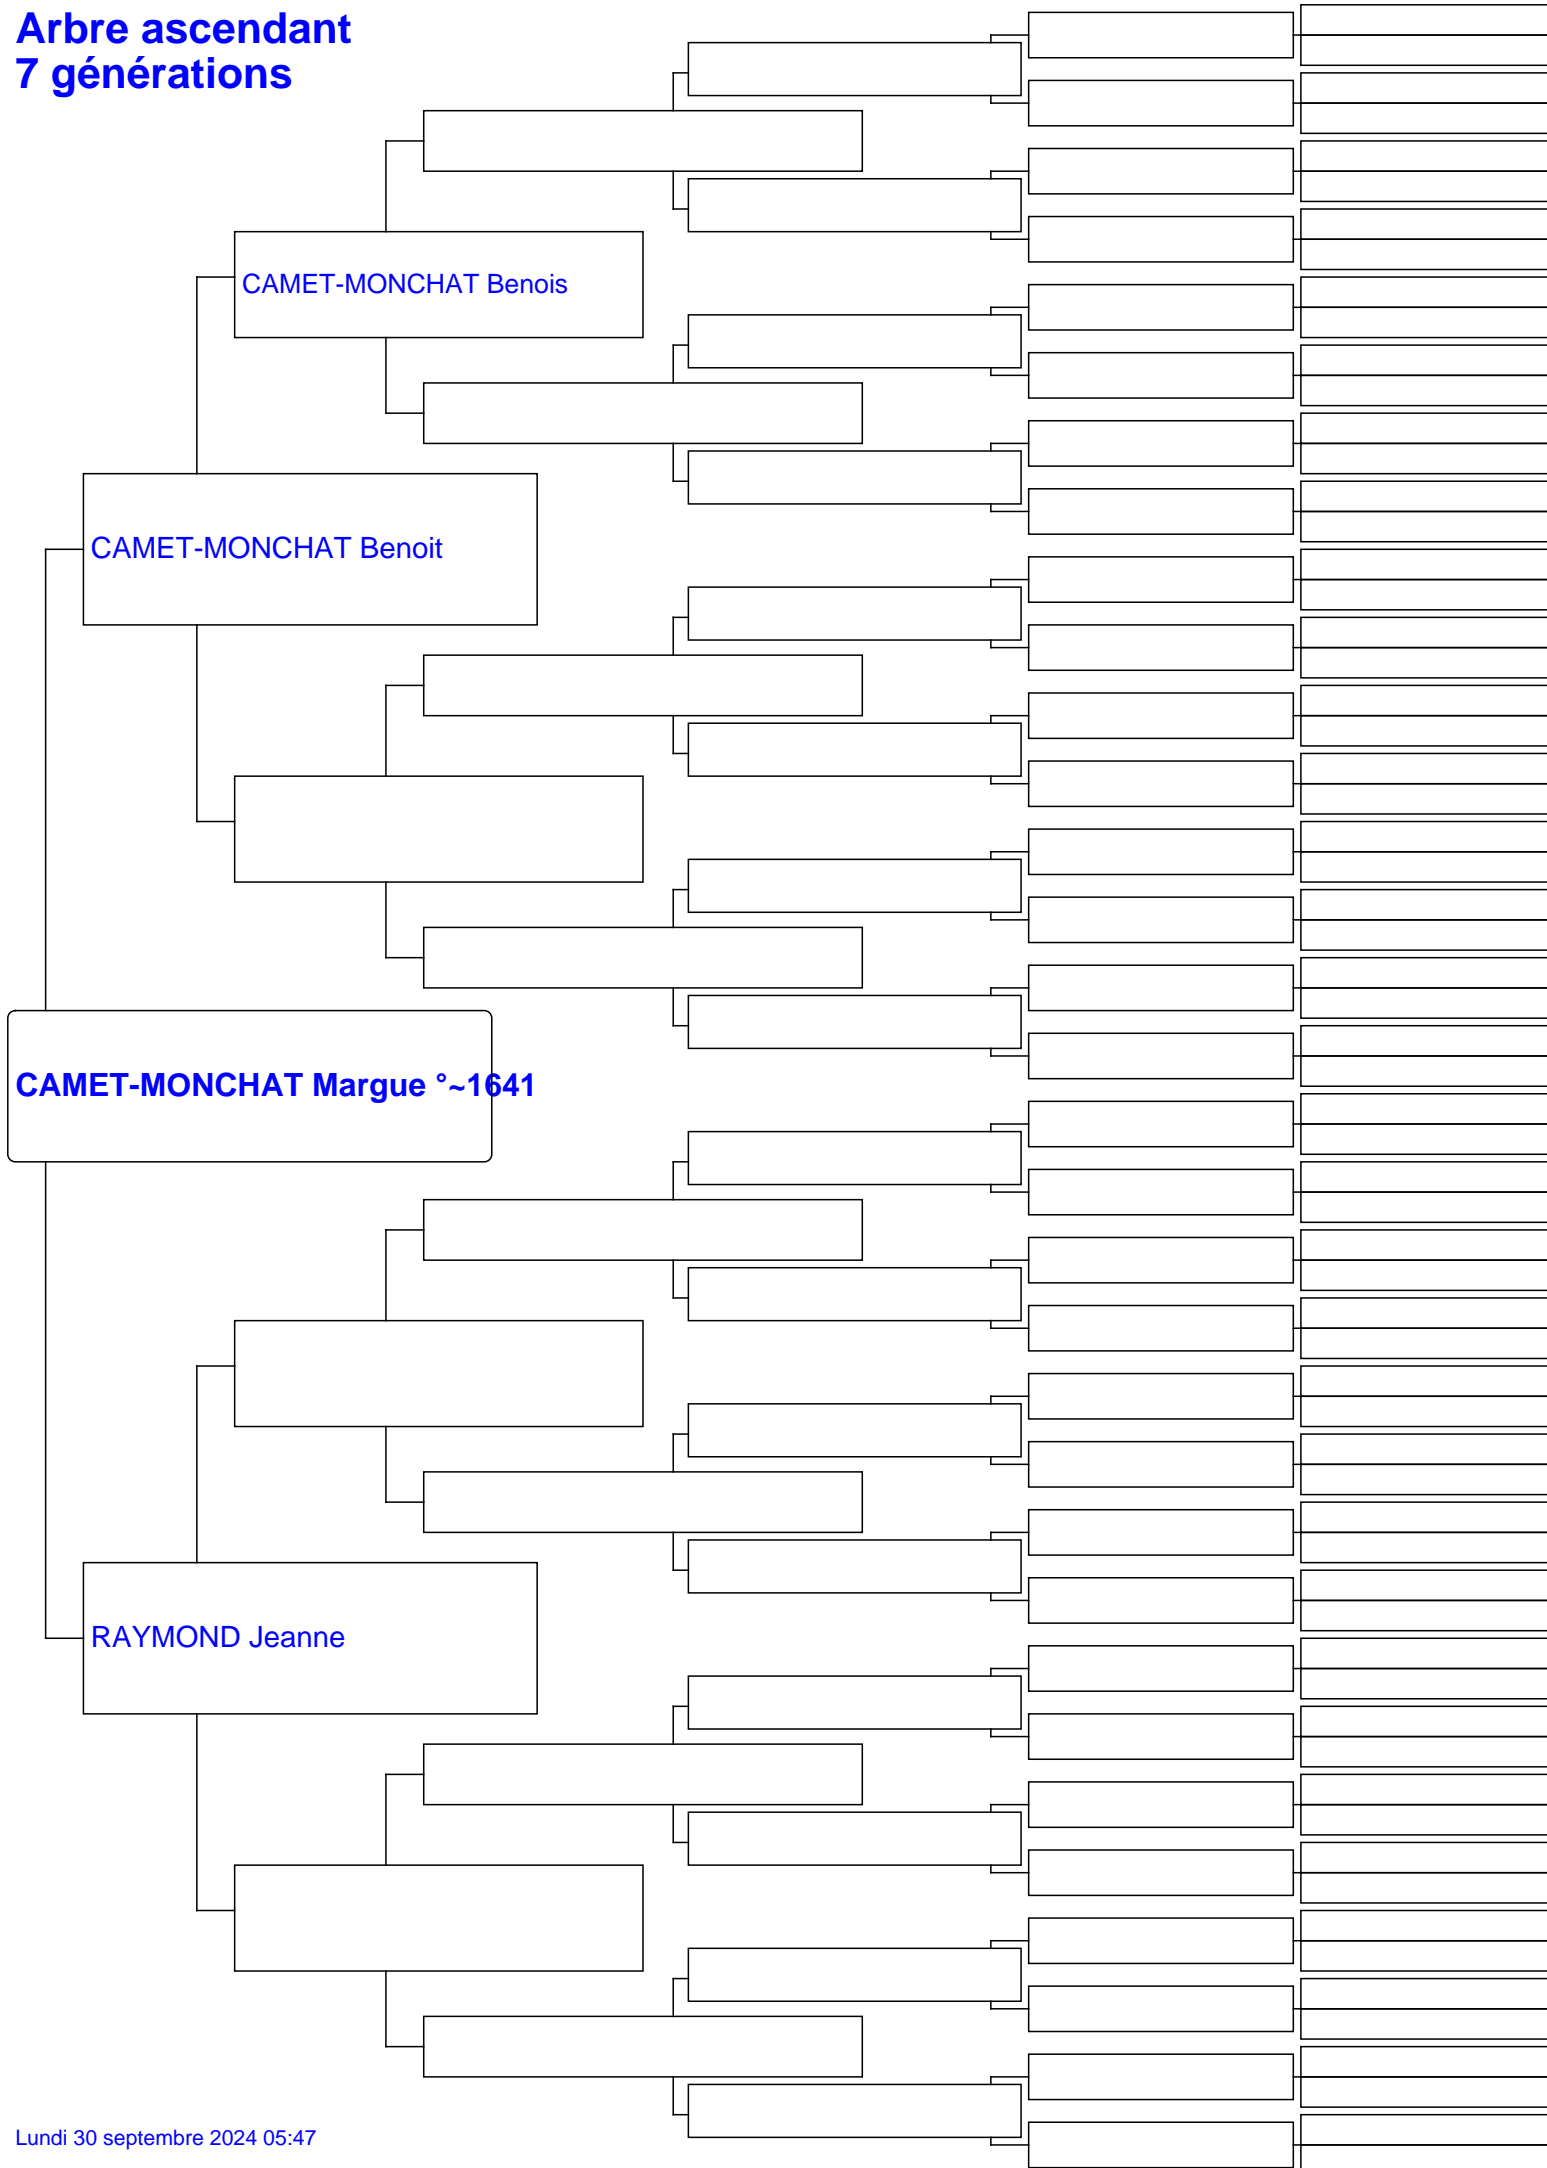 Arbre ascendant
7 générations
CAMET-MONCHAT Benois
CAMET-MONCHAT Benoit
CAMET-MONCHAT Margue °~1641
RAYMOND Jeanne
Lundi 30 septembre 2024 05:47